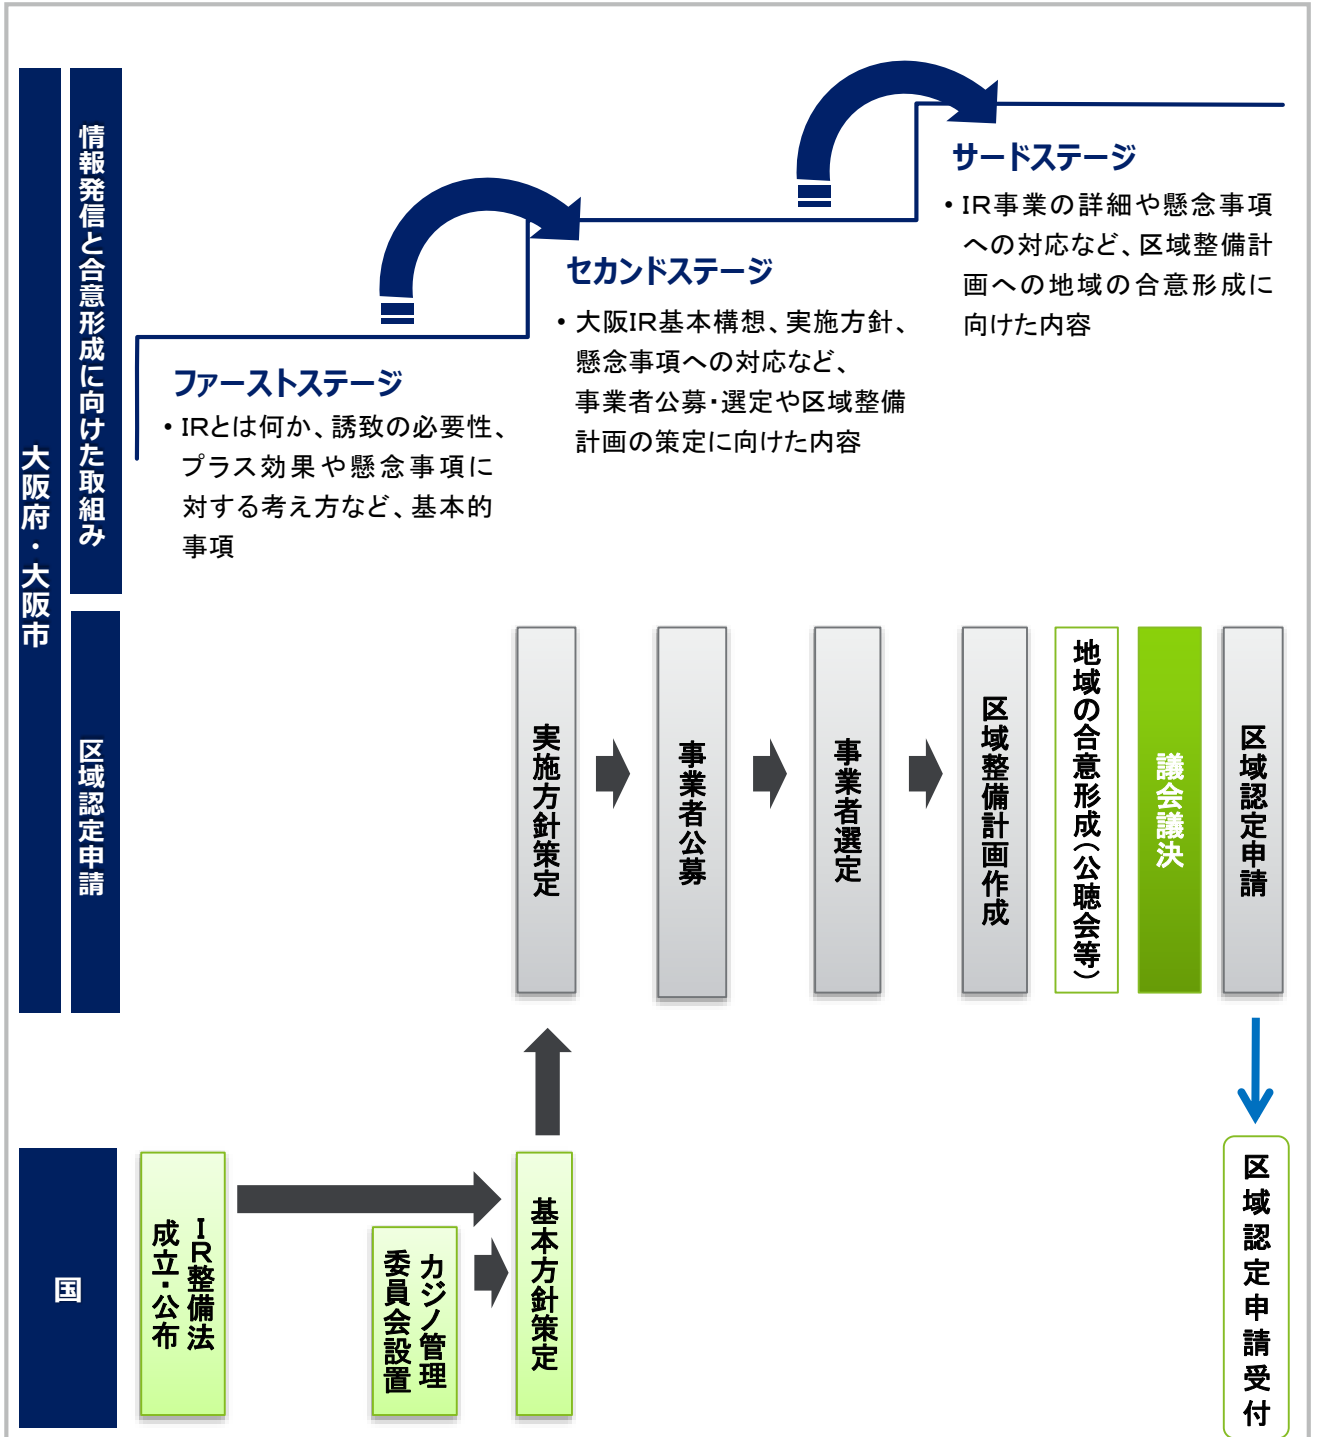 大阪府・大阪市
情報発信と合意形成に向けた取組み
ファーストステージ
・IRとは何か、誘致の必要性、
プラス効果や懸念事項に
対する考え方など、基本的
事項
セカンドステージ
・大阪IR基本構想、実施方針、
懸念事項への対応など、
事業者公募・選定や区域整備
計画の策定に向けた内容
サードステージ
・IR事業の詳細や懸念事項
への対応など、区域整備計
画への地域の合意形成に
向けた内容
区域認定申請
実施方針策定
事業者公募
事業者選定
区域整備計画作成
地域の合意形成(公聴会等)
議会議決
区域認定申請
国
IR整備法
成立・公布
カジノ管理
委員会設置
基本方針策定
区域認定申請受付